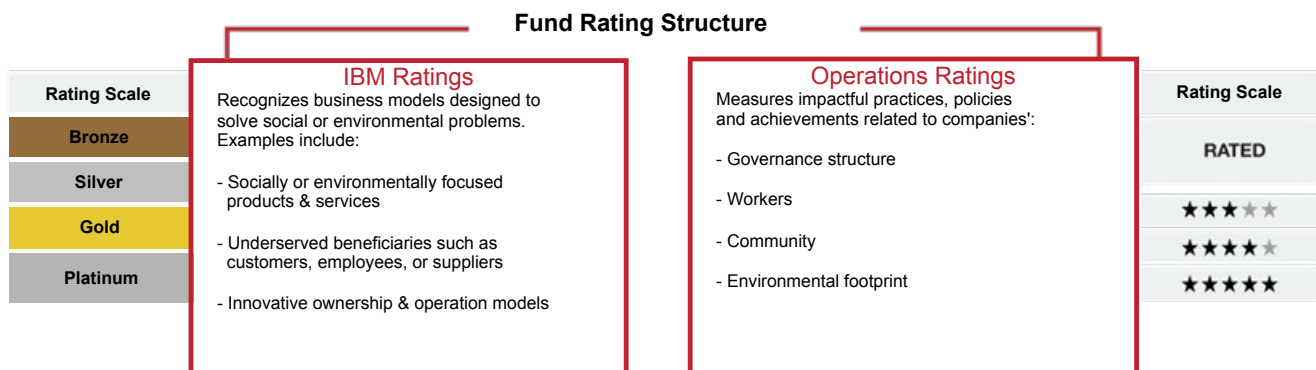 Fund Rating Structure
Rating Scale
Bronze
Silver
Gold
Platinum
IBM Ratings
Recognizes business models designed to
solve social or environmental problems.
Examples include:
- Socially or environmentally focused
products & services
- Underserved beneficiaries such as
customers, employees, or suppliers
- Innovative ownership & operation models
Operations Ratings
Measures impactful practices, policies
and achievements related to companies':
- Governance structure
- Workers
- Community
- Environmental footprint
Rating Scale
RATED
★★★★★
★★★★★
★★★★★